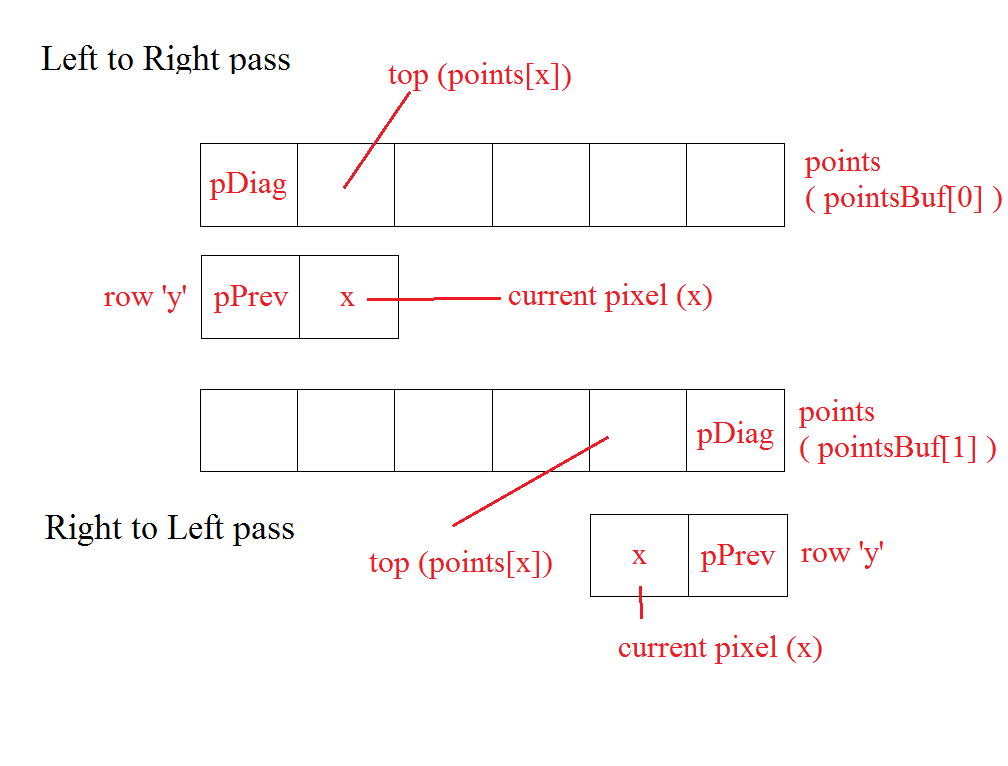 Left to Right pass
top (points[x])
pDiag
points
( pointsBuf[0] )
row 'y'
pPrev
x
current pixel (x)
points
( pointsBuf[1] )
pDiag
Right to Left pass
top (points[x])
x
pPrev
row 'y'
current pixel (x)